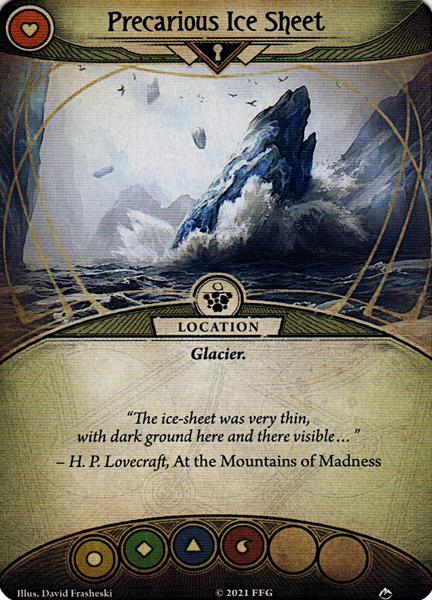 Precarious Ice Sheet
LOCATION
Glacier.
“The ice-sheet was very thin,
with dark ground here and there visible…”
– H. P. Lovecraft, At the Mountains of Madness
Illus. David Frasheski
© 2021 FFG